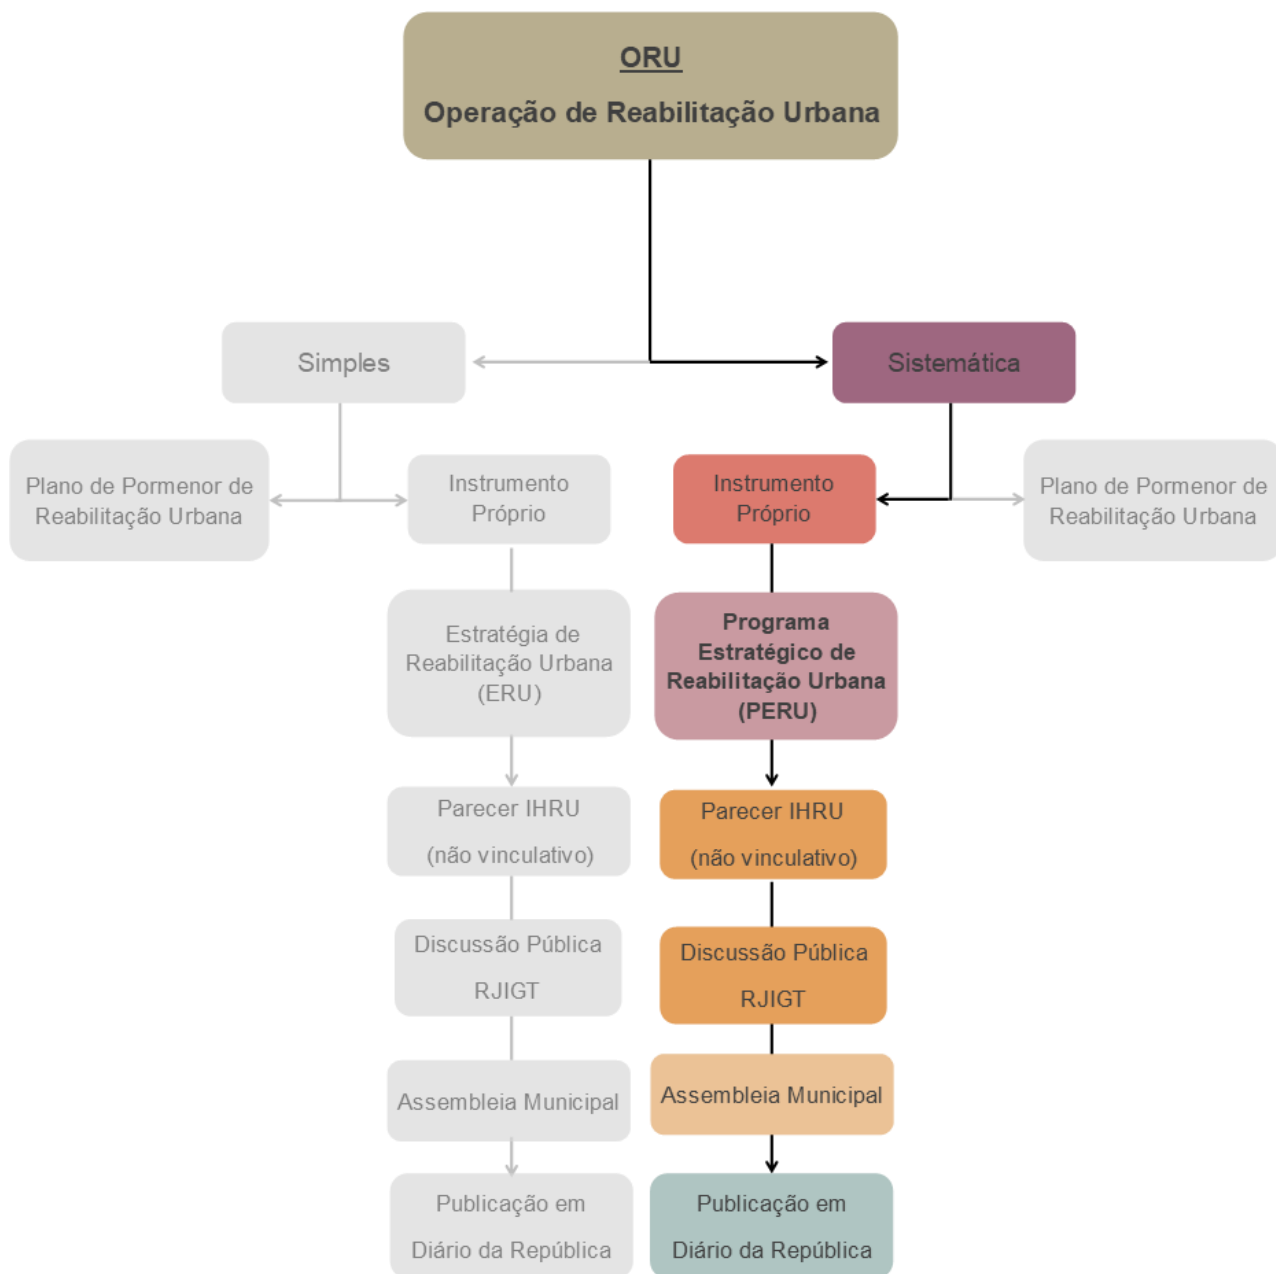 ORU
Operação de Reabilitação Urbana
Simples
Sistemática
Plano de Pormenor de
Reabilitação Urbana
Instrumento
Próprio
Instrumento
Próprio
Plano de Pormenor de
Reabilitação Urbana
Estratégia de
Reabilitação Urbana
(ERU)
Programa
Estratégico de
Reabilitação Urbana
(PERU)
Parecer IHRU
(não vinculativo)
Parecer IHRU
(não vinculativo)
Discussão Pública
RJIGT
Discussão Pública
RJIGT
Assembleia Municipal
Assembleia Municipal
Publicação em
Diário da República
Publicação em
Diário da República